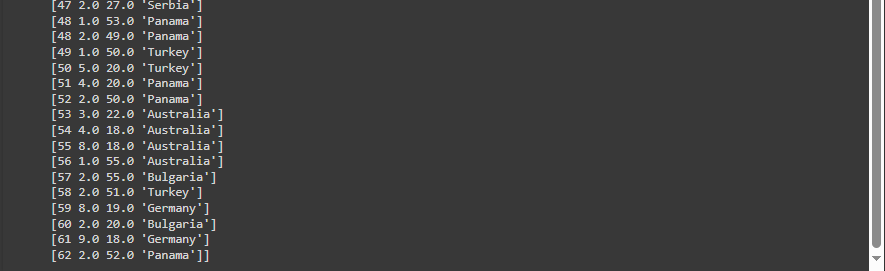 [47 2.0 27.0 'Serbia']
[48 1.0 53.0 'Panama']
[48 2.0 49.0 'Panama']
[49 1.0 50.0 'Turkey']
[50 5.0 20.0 'Turkey']
[51 4.0 20.0 'Panama']
[52 2.0 50.0 'Panama']
[53 3.0 22.0 'Australia']
[54 4.0 18.0 'Australia']
[55 8.0 18.0 'Australia']
[56 1.0 55.0 'Australia']
[57 2.0 55.0 'Bulgaria']
[58 2.0 51.0 'Turkey']
[59 8.0 19.0 'Germany']
[60 2.0 20.0 'Bulgaria']
[61 9.0 18.0 'Germany']
[62 2.0 52.0 'Panama']]